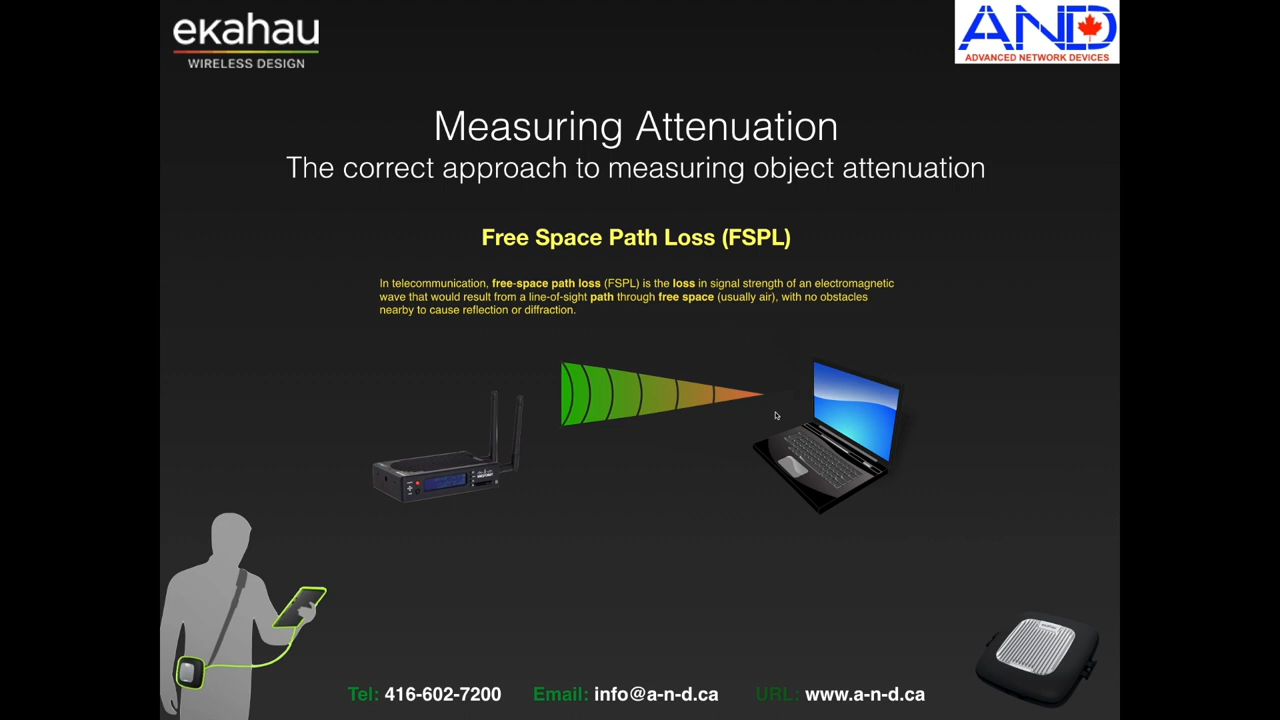 ekahau
WIRELESS DESIGN
AND
ADVANCED NETWORK DEVICES
Measuring Attenuation
The correct approach to measuring object attenuation
Free Space Path Loss (FSPL)
In telecommunication, free-space path loss (FSPL) is the loss in signal strength of an electromagnetic
wave that would result from a line-of-sight path through free space (usually air), with no obstacles
nearby to cause reflection or diffraction.
EKAHAU
Tel: 416-602-7200 Email: info@a-n-d.ca URL: www.a-n-d.ca